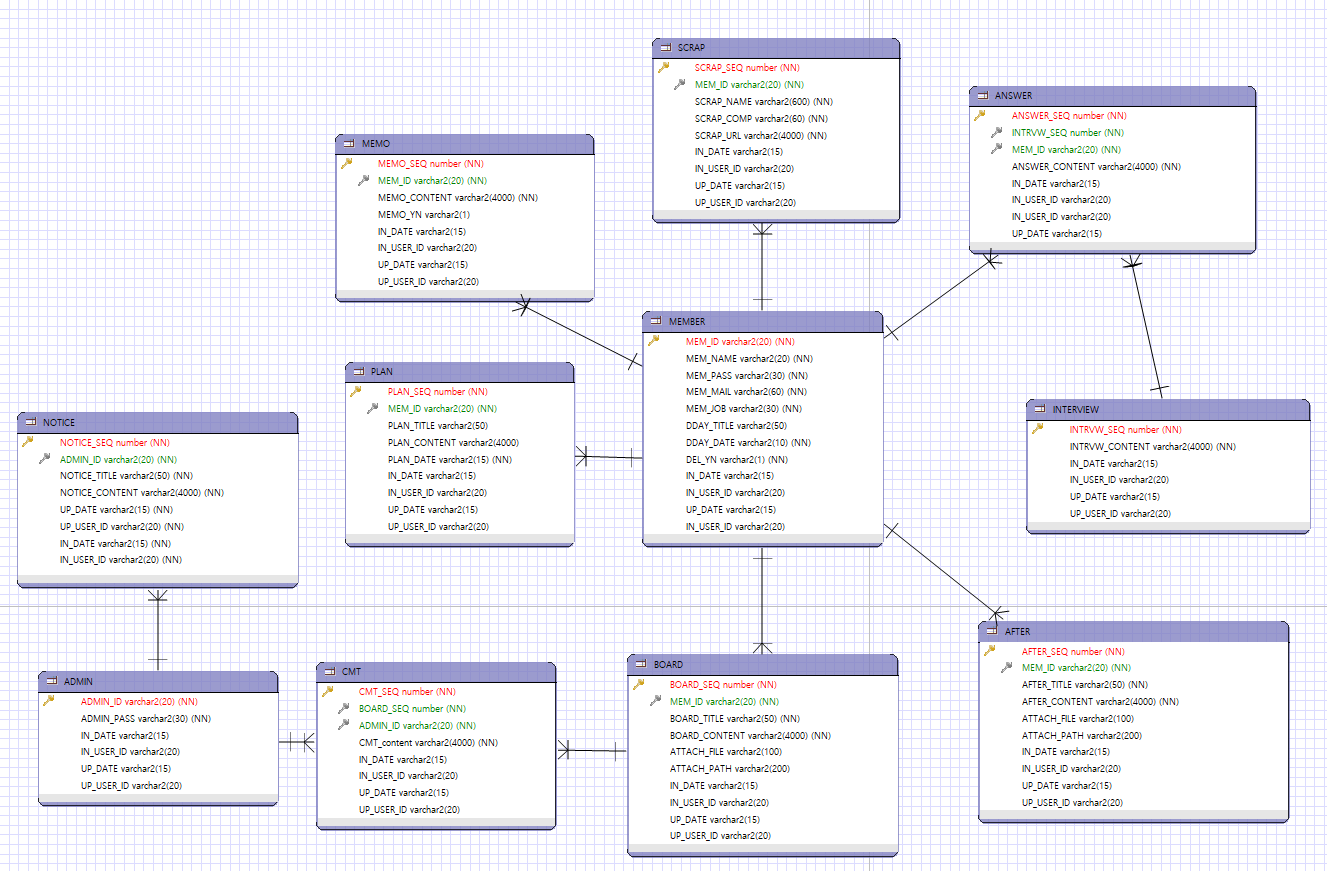 SCRAP
SCRAP_SEQ number (NN)
MEM_ID varchar2(20) (NN)
SCRAP_NAME varchar2(600) (NN)
SCRAP_COMP varchar2(60) (NN)
SCRAP_URL varchar2(4000) (NN)
IN_DATE varchar2(15)
IN_USER_ID varchar2(20)
UP_DATE varchar2(15)
UP_USER_ID varchar2(20)
ANSWER
ANSWER_SEQ number (NN)
INTRVW_SEQ number (NN)
MEM_ID varchar2(20) (NN)
ANSWER_CONTENT varchar2(4000) (NN)
IN_DATE varchar2(15)
IN_USER_ID varchar2(20)
IN_USER_ID varchar2(20)
UP_DATE varchar2(15)
MEMO
MEMO_SEQ number (NN)
MEM_ID varchar2(20) (NN)
MEMO_CONTENT varchar2(4000) (NN)
MEMO_YN varchar2(1)
IN_DATE varchar2(15)
IN_USER_ID varchar2(20)
UP_DATE varchar2(15)
UP_USER_ID varchar2(20)
MEMBER
MEM_ID varchar2(20) (NN)
MEM_NAME varchar2(20) (NN)
MEM_PASS varchar2(30) (NN)
MEM_MAIL varchar2(60) (NN)
MEM_JOB varchar2(30) (NN)
DDAY_TITLE varchar2(50)
DDAY_DATE varchar2(10) (NN)
DEL_YN varchar2(1) (NN)
IN_DATE varchar2(15)
IN_USER_ID varchar2(20)
UP_DATE varchar2(15)
IN_USER_ID varchar2(20)
PLAN
PLAN_SEQ number (NN)
MEM_ID varchar2(20) (NN)
PLAN_TITLE varchar2(50)
PLAN_CONTENT varchar2(4000)
PLAN_DATE varchar2(15) (NN)
IN_DATE varchar2(15)
IN_USER_ID varchar2(20)
UP_DATE varchar2(15)
UP_USER_ID varchar2(20)
INTERVIEW
INTRVW_SEQ number (NN)
INTRVW_CONTENT varchar2(4000) (NN)
IN_DATE varchar2(15)
IN_USER_ID varchar2(20)
UP_DATE varchar2(15)
UP_USER_ID varchar2(20)
NOTICE
NOTICE_SEQ number (NN)
ADMIN_ID varchar2(20) (NN)
NOTICE_TITLE varchar2(50) (NN)
NOTICE_CONTENT varchar2(4000) (NN)
UP_DATE varchar2(15) (NN)
UP_USER_ID varchar2(20) (NN)
IN_DATE varchar2(15) (NN)
IN_USER_ID varchar2(20) (NN)
ADMIN
ADMIN_ID varchar2(20) (NN)
ADMIN_PASS varchar2(30) (NN)
IN_DATE varchar2(15)
IN_USER_ID varchar2(20)
UP_DATE varchar2(15)
UP_USER_ID varchar2(20)
CMT
CMT_SEQ number (NN)
BOARD_SEQ number (NN)
ADMIN_ID varchar2(20) (NN)
CMT_content varchar2(4000) (NN)
IN_DATE varchar2(15)
IN_USER_ID varchar2(20)
UP_DATE varchar2(15)
UP_USER_ID varchar2(20)
BOARD
BOARD_SEQ number (NN)
MEM_ID varchar2(20) (NN)
BOARD_TITLE varchar2(50) (NN)
BOARD_CONTENT varchar2(4000) (NN)
ATTACH_FILE varchar2(100)
ATTACH_PATH varchar2(200)
IN_DATE varchar2(15)
IN_USER_ID varchar2(20)
UP_DATE varchar2(15)
UP_USER_ID varchar2(20)
AFTER
AFTER_SEQ number (NN)
MEM_ID varchar2(20) (NN)
AFTER_TITLE varchar2(50) (NN)
AFTER_CONTENT varchar2(4000) (NN)
ATTACH_FILE varchar2(100)
ATTACH_PATH varchar2(200)
IN_DATE varchar2(15)
IN_USER_ID varchar2(20)
UP_DATE varchar2(15)
UP_USER_ID varchar2(20)